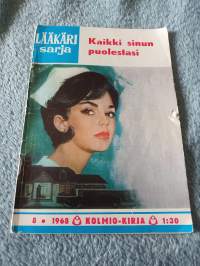 LÄÄKÄRI
sarja
Kaikki sinun
puolestasi
8 • 1968 KOLMIO-KIRJA 1:30